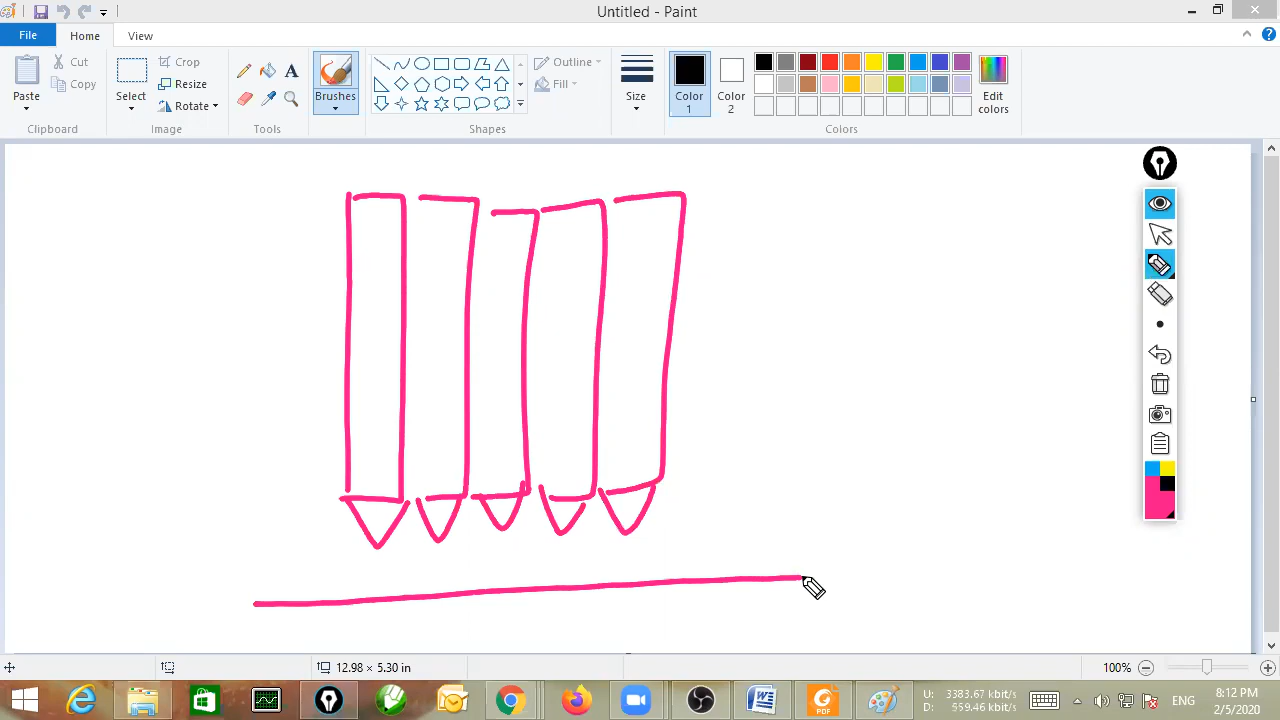 Untitled - Paint
File Home View
Paste
Cut
Copy
Clipboard
Select
Crop
Resize
Rotate
Image
A
Tools
Brushes
Outline
Fill
Shapes
Size
Color 1
Color 2
Edit colors
Colors
12.98 × 5.30 in
100%
W
PDF
U: 3383.67 kbit/s
D: 559.46 kbit/s
ENG
8:12 PM
2/5/2020